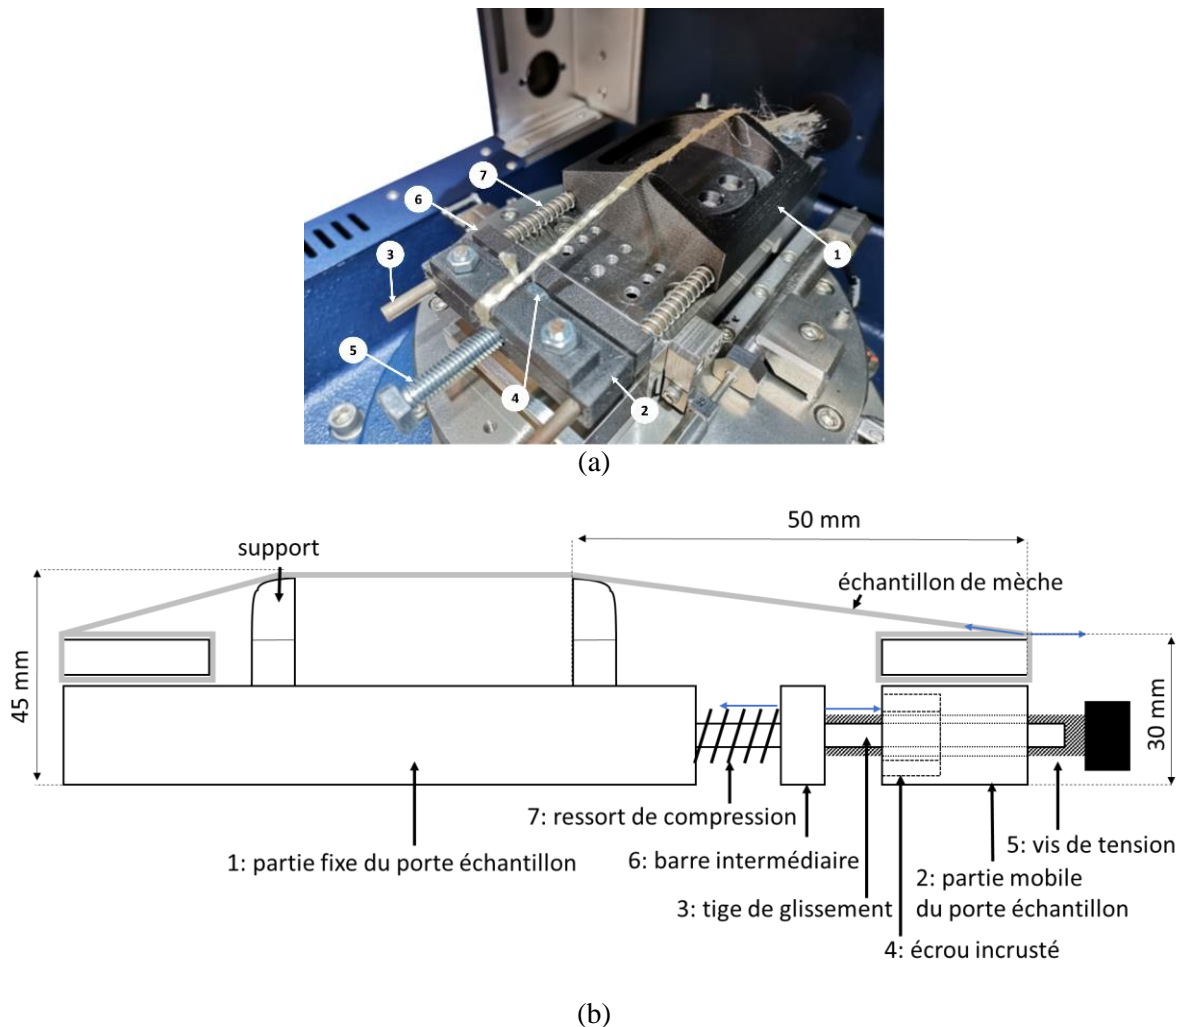 6
7
3
1
5
4
2
(a)
50 mm
support
échantillon de mèche
45 mm
30 mm
7: ressort de compression
1: partie fixe du porte échantillon
6: barre intermédiaire
5: vis de tension
3: tige de glissement
2: partie mobile
du porte échantillon
4: écrou incrusté
(b)